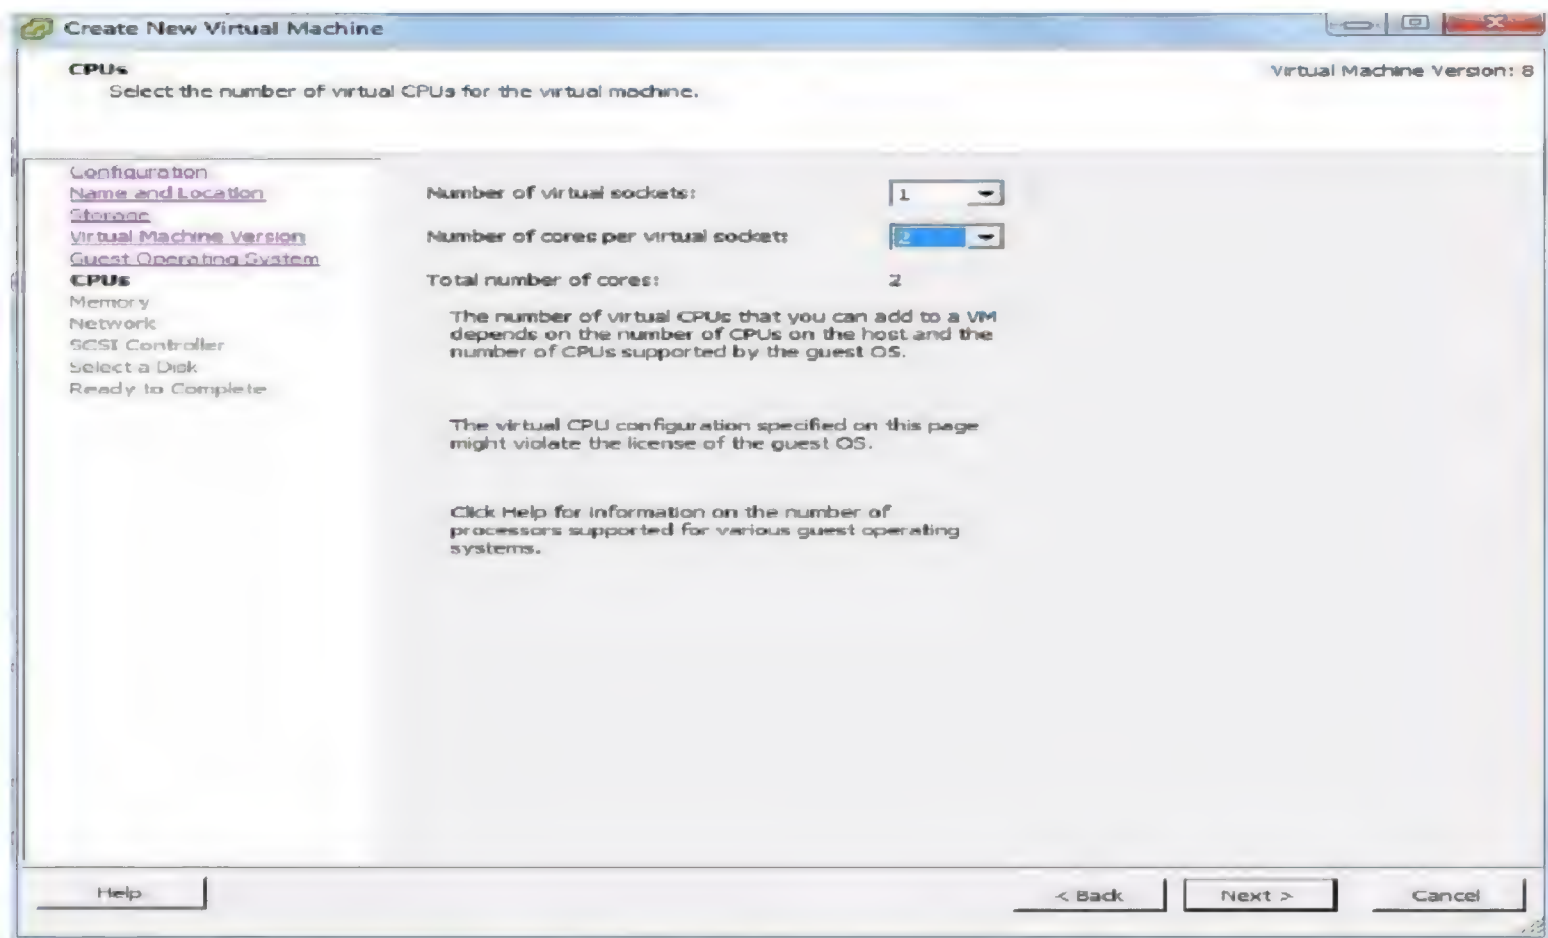 Create New Virtual Machine
CPUs
Virtual Machine Version: 8
Select the number of virtual CPUs for the virtual machine.
Configuration
Name and Location
Storage
Virtual Machine Version
Guest Operating System
CPUs
Memory
Network
SCSI Controller
Select a Disk
Ready to Complete
Number of virtual sockets:
1
Number of cores per virtual socket:
2
Total number of cores:
2
The number of virtual CPUs that you can add to a VM
depends on the number of CPUs on the host and the
number of CPUs supported by the guest OS.
The virtual CPU configuration specified on this page
might violate the license of the guest OS.
Click Help for information on the number of
processors supported for various guest operating
systems.
Help
< Back
Next >
Cancel